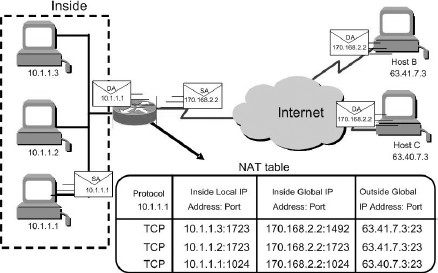 Inside
10.1.1.3
10.1.1.2
10.1.1.1
SA
10.1.1.1
DA
10.1.1.1
SA
170.168.2.2
Internet
DA
170.168.2.2
Host B
63.41.7.3
DA
170.168.2.2
Host C
63.40.7.3
NAT table
Protocol
10.1.1.1
Inside Local IP
Address: Port
Inside Global IP
Address: Port
Outside Global
IP Address: Port
TCP 10.1.1.3:1723 170.168.2.2:1492 63.41.7.3:23
TCP 10.1.1.2:1723 170.168.2.2:1723 63.41.7.3:23
TCP 10.1.1.1:1024 170.168.2.2:1024 63.40.7.3:23